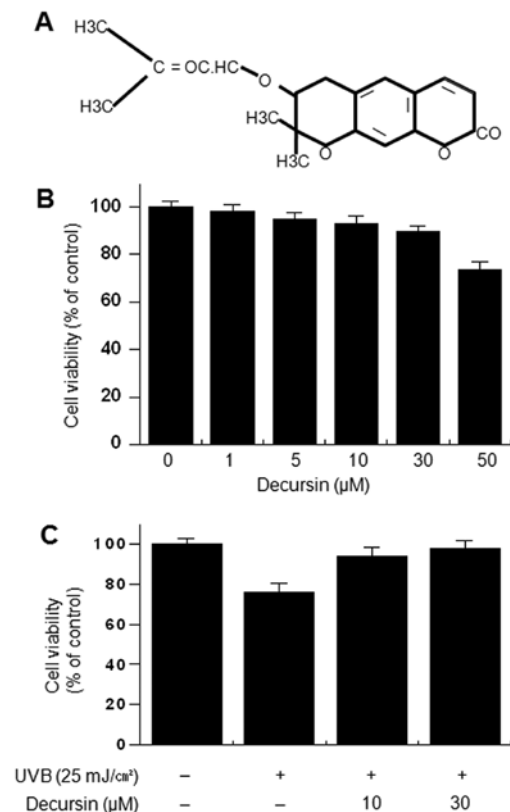 A
H3C
C = OC.HC O
H3C
H3C
H3C O O CO
B
Cell viability (% of control)
100
80
60
40
20
0
0 1 5 10 30 50
Decursin (µM)
C
Cell viability
(% of control)
100
80
60
40
20
0
UVB (25 mJ/㎠) – + + +
Decursin (µM) – – 10 30